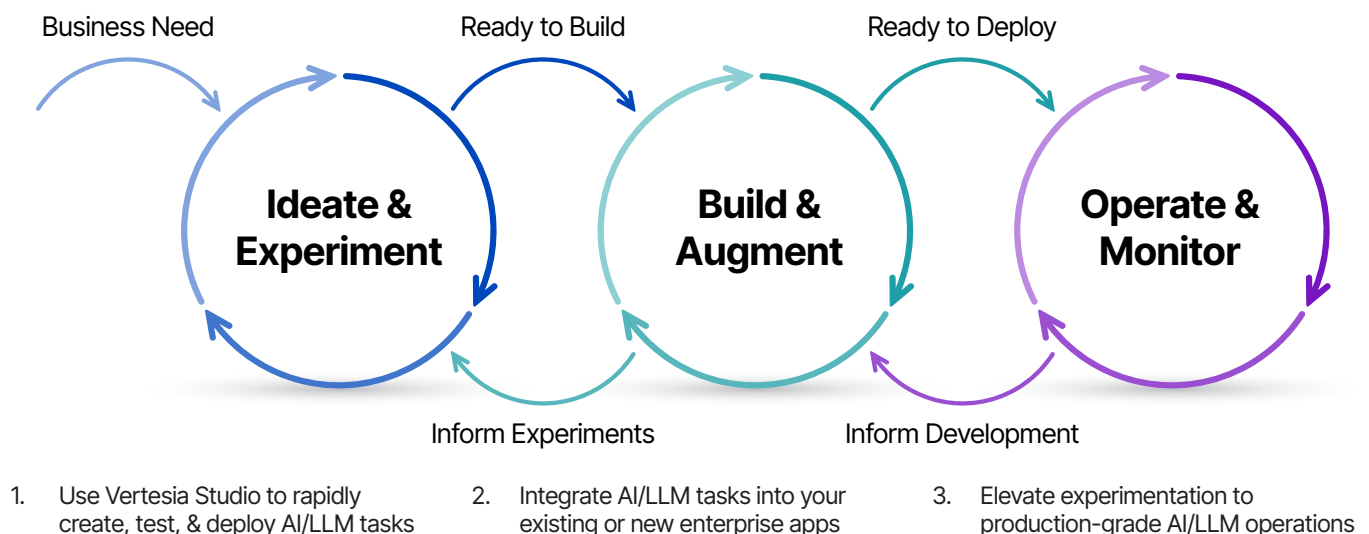 Business Need
Ready to Build
Ready to Deploy
Ideate &
Experiment
Build &
Augment
Operate &
Monitor
Inform Experiments
Inform Development
1. Use Vertesia Studio to rapidly
create, test, & deploy AI/LLM tasks
2. Integrate AI/LLM tasks into your
existing or new enterprise apps
3. Elevate experimentation to
production-grade AI/LLM operations